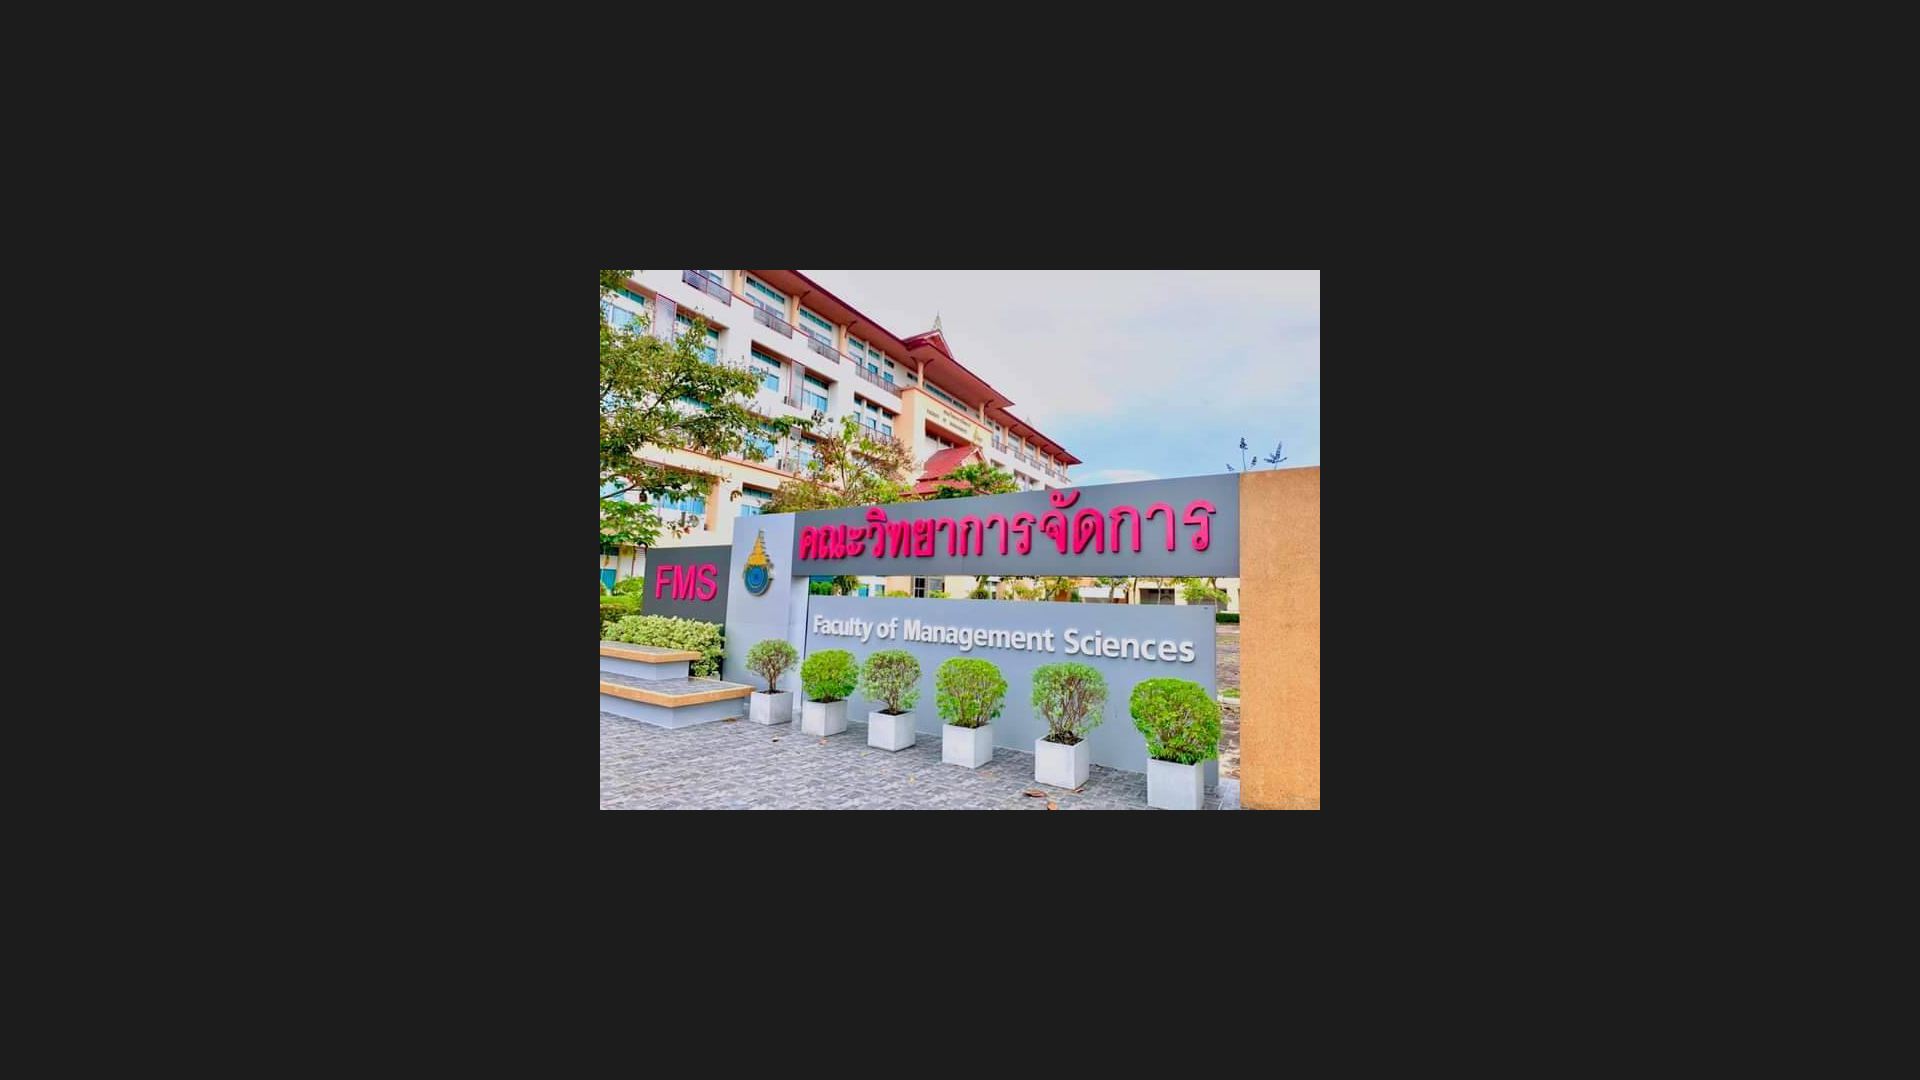 คณะวิทยาการจัดการ
FMS
Faculty of Management Sciences